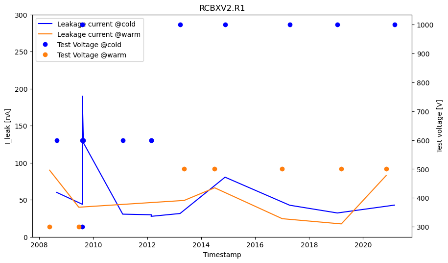 RCBXV2.R1
Leakage current @cold
Leakage current @warm
Test Voltage @cold
Test Voltage @warm
I_leak [nA]
Test voltage [V]
300
250
200
150
100
50
0
1000
900
800
700
600
500
400
300
2008 2010 2012 2014 2016 2018 2020
Timestamp